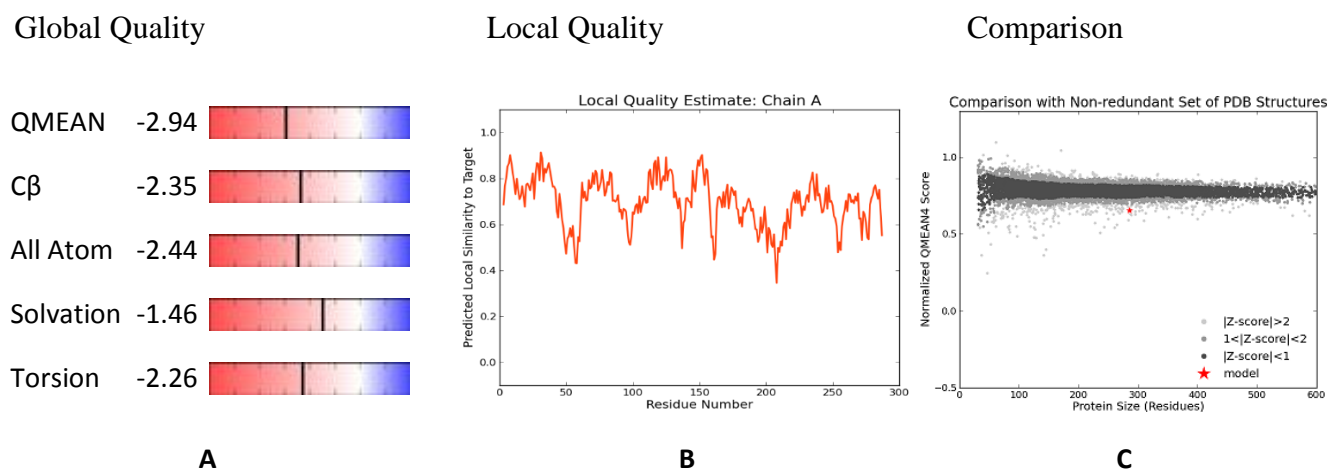 Global Quality
Local Quality
Comparison
QMEAN -2.94
Cβ -2.35
All Atom -2.44
Solvation -1.46
Torsion -2.26
A
Local Quality Estimate: Chain A
Predicted Local Similarity to Target
1.0
0.8
0.6
0.4
0.2
0.0
0 50 100 150 200 250 300
Residue Number
B
Comparison with Non-redundant Set of PDB Structures
Normalized QMEAN4 Score
1.0
0.5
0.0
−0.5
|Z-score|>2
1<|Z-score|<2
|Z-score|<1
model
0 100 200 300 400 500 600
Protein Size (Residues)
C